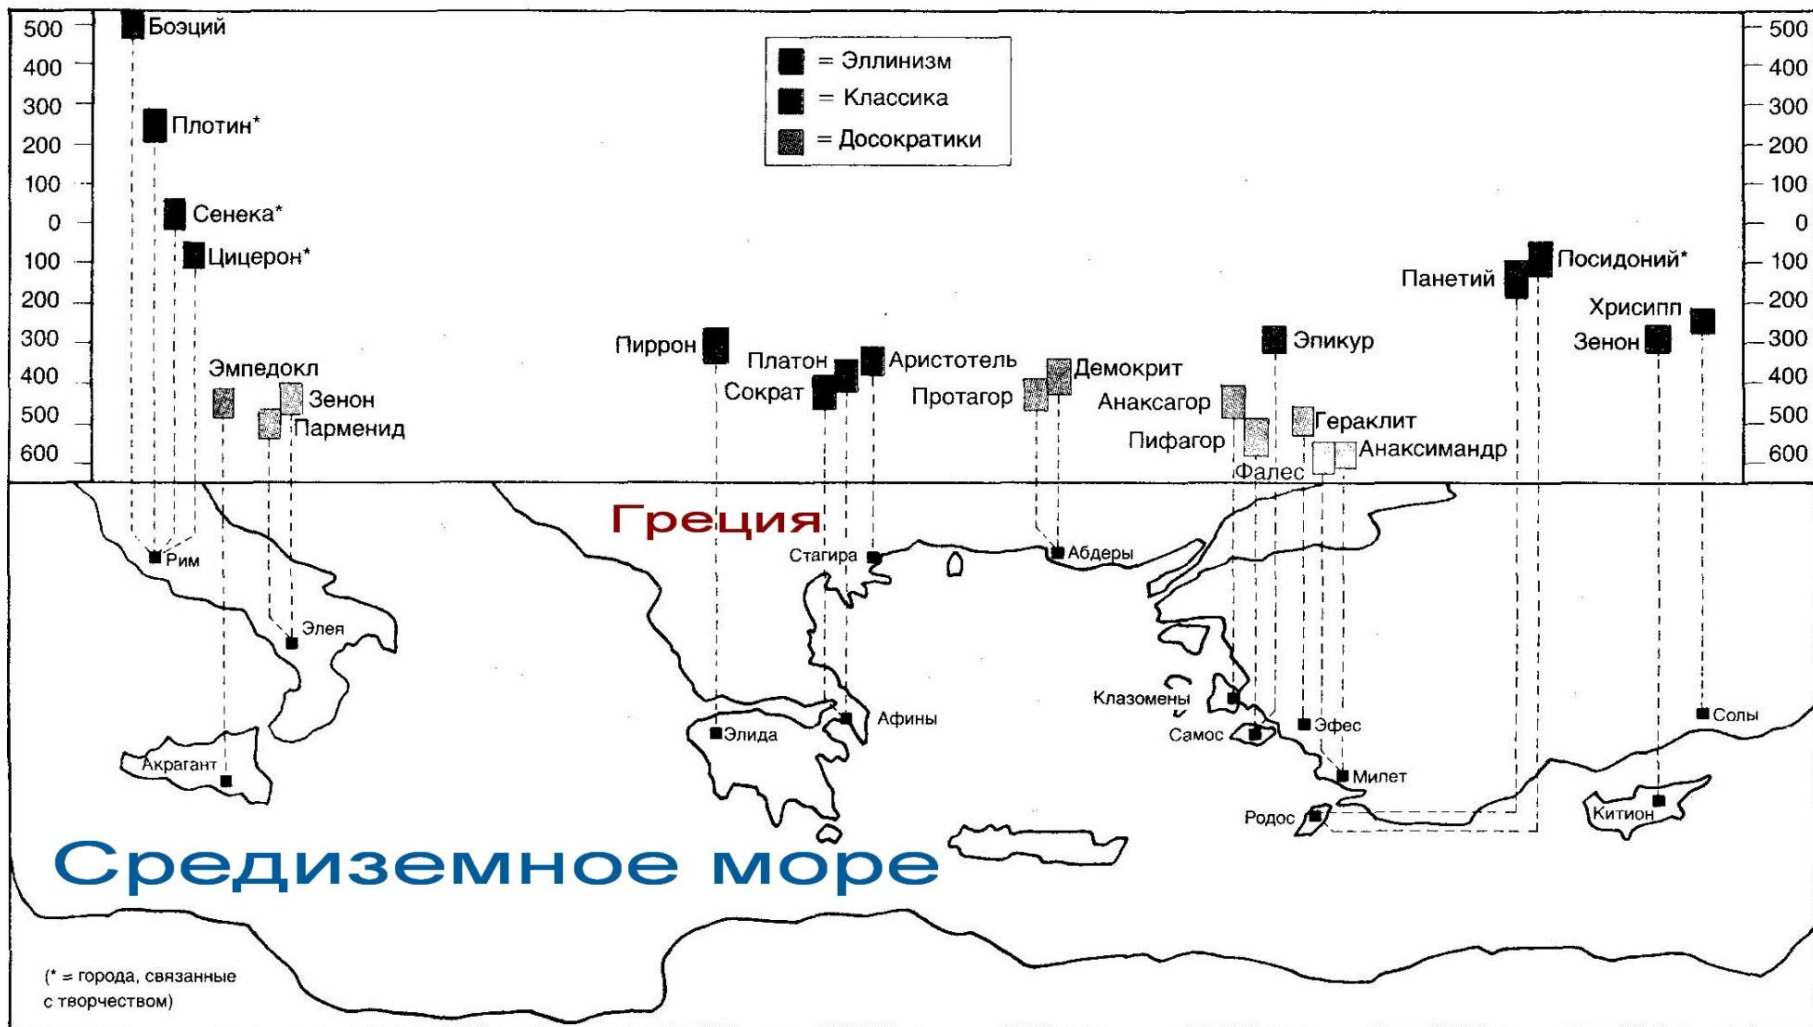 500
400
300
200
100
0
100
200
300
400
500
600
Боэций
Плотин*
Сенека*
Цицерон*
Эмпедокл
Зенон
Парменид
= Эллинизм
= Классика
= Досократики
Пиррон
Платон
Сократ
Аристотель
Протагор
Демокрит
Анаксагор
Пифагор
Эпикур
Гераклит
Фалес
Анаксимандр
Панетий
Посидоний*
Хрисипп
Зенон
500
400
300
200
100
0
100
200
300
400
500
600
Греция
Рим
Стагира
Абдеры
Элея
Клазомены
Афины
Элида
Самос
Эфес
Солы
Акрагант
Милет
Родос
Китион
Средиземное море
(* = города, связанные
с творчеством)